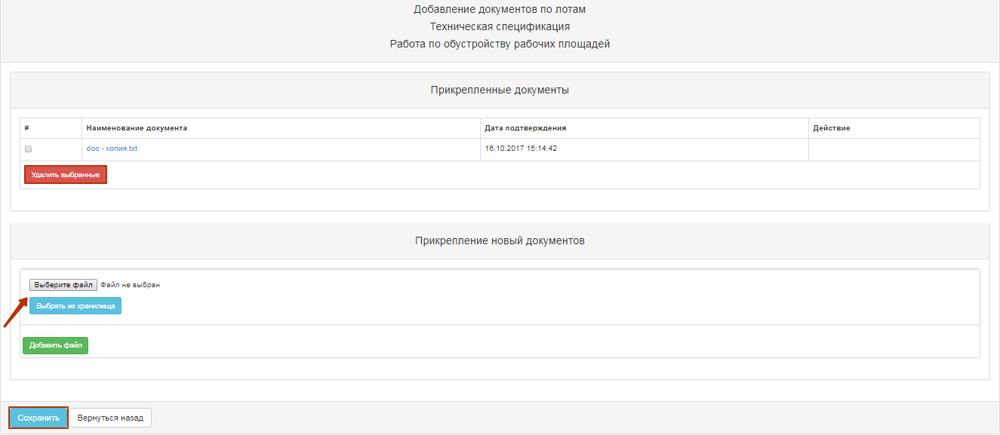 Добавление документов по лотам
Техническая спецификация
Работа по обустройству рабочих площадей
Прикрепленные документы
# Наименование документа Дата подтверждения Действие
doc - копия.txt 16.10.2017 15:14:42
Удалить выбранные
Прикрепление новый документов
Выберите файл Файл не выбран
Выбрать из хранилища
Добавить файл
Сохранить Вернуться назад